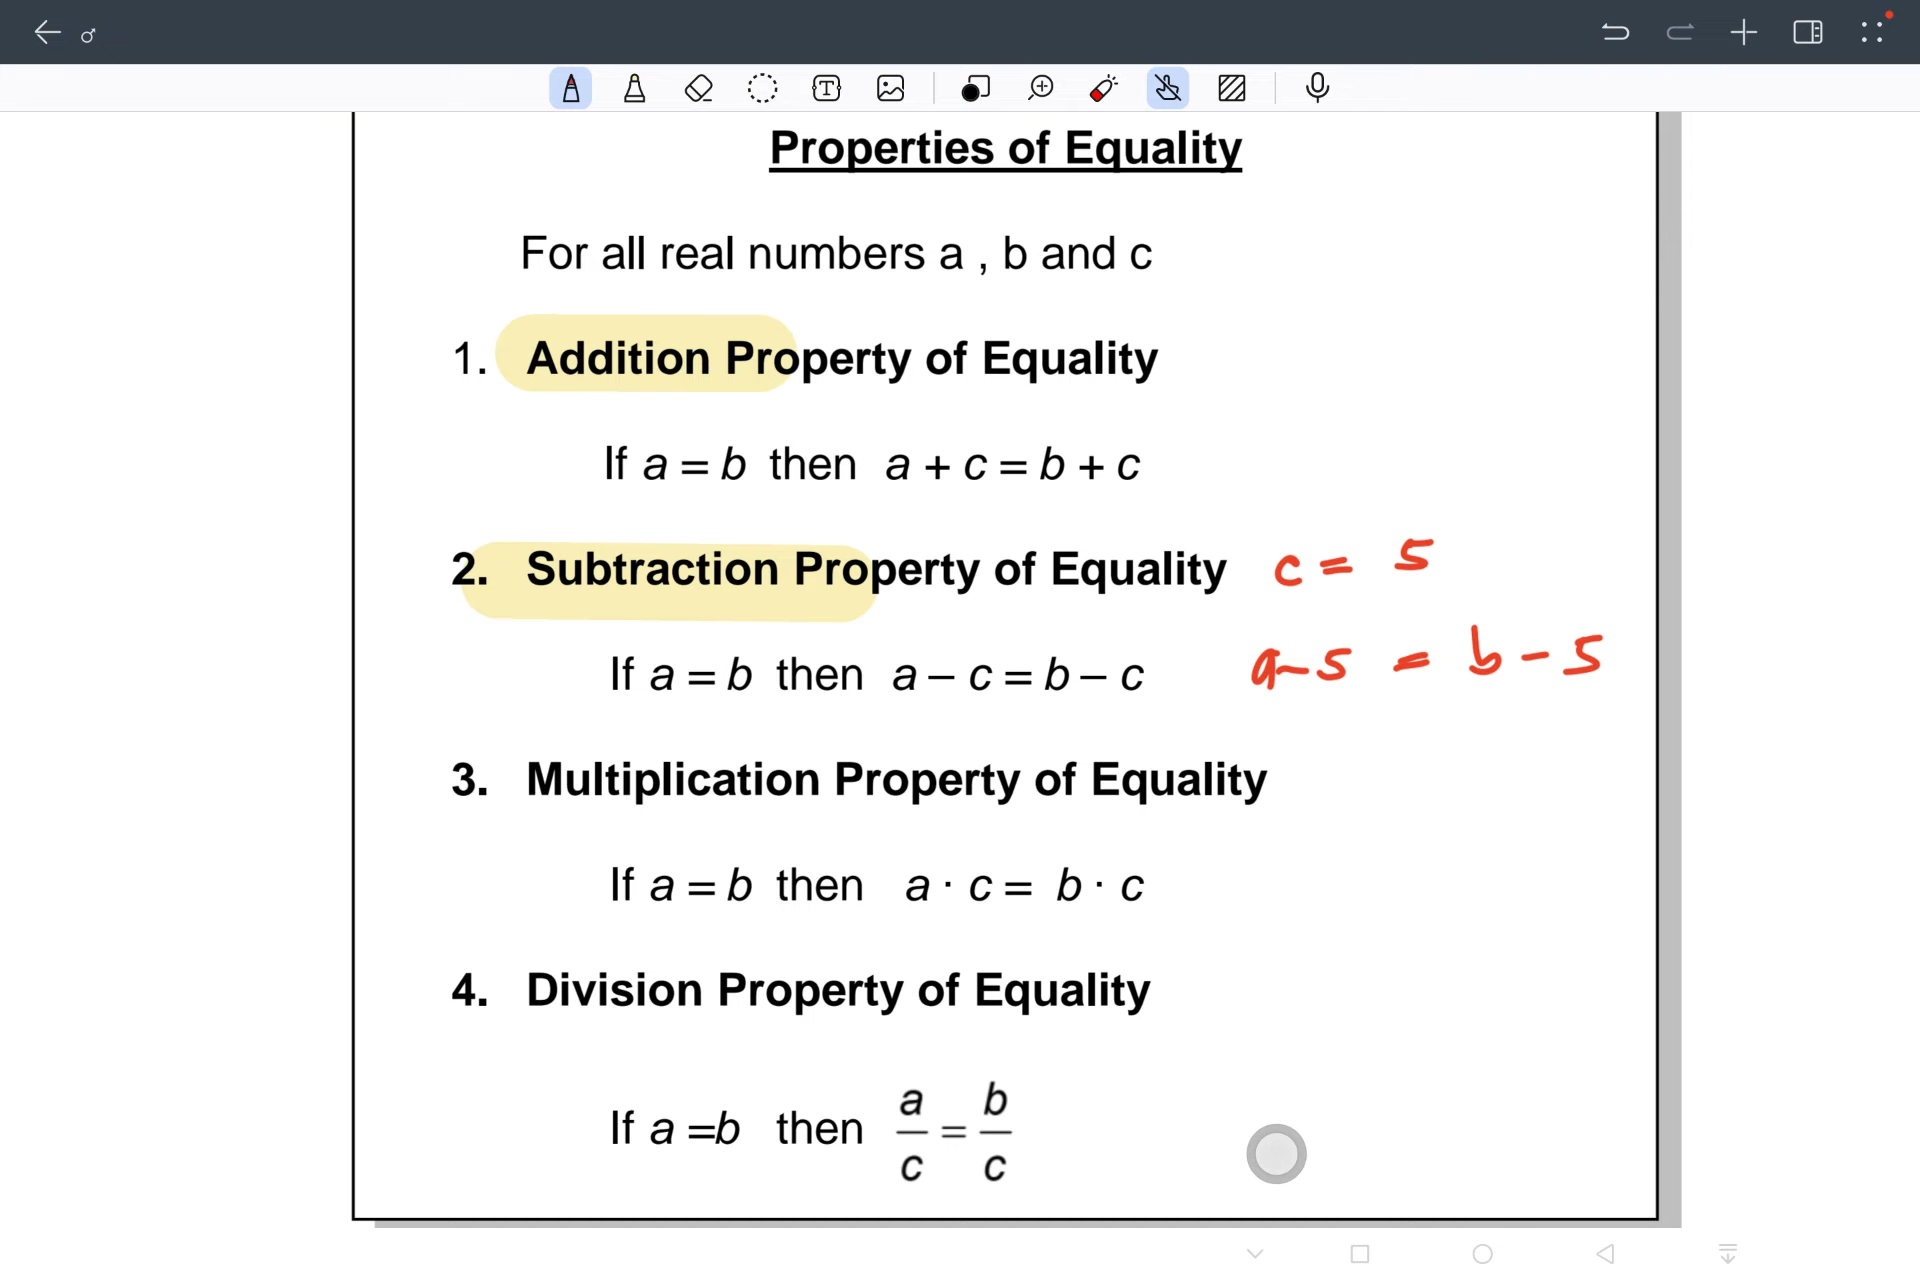 Properties of Equality
For all real numbers a , b and c
1. Addition Property of Equality
If a = b then a + c = b + c
2. Subtraction Property of Equality c = 5
If a = b then a – c = b – c a - 5 = b - 5
3. Multiplication Property of Equality
If a = b then a · c = b · c
4. Division Property of Equality
If a =b then a/c = b/c